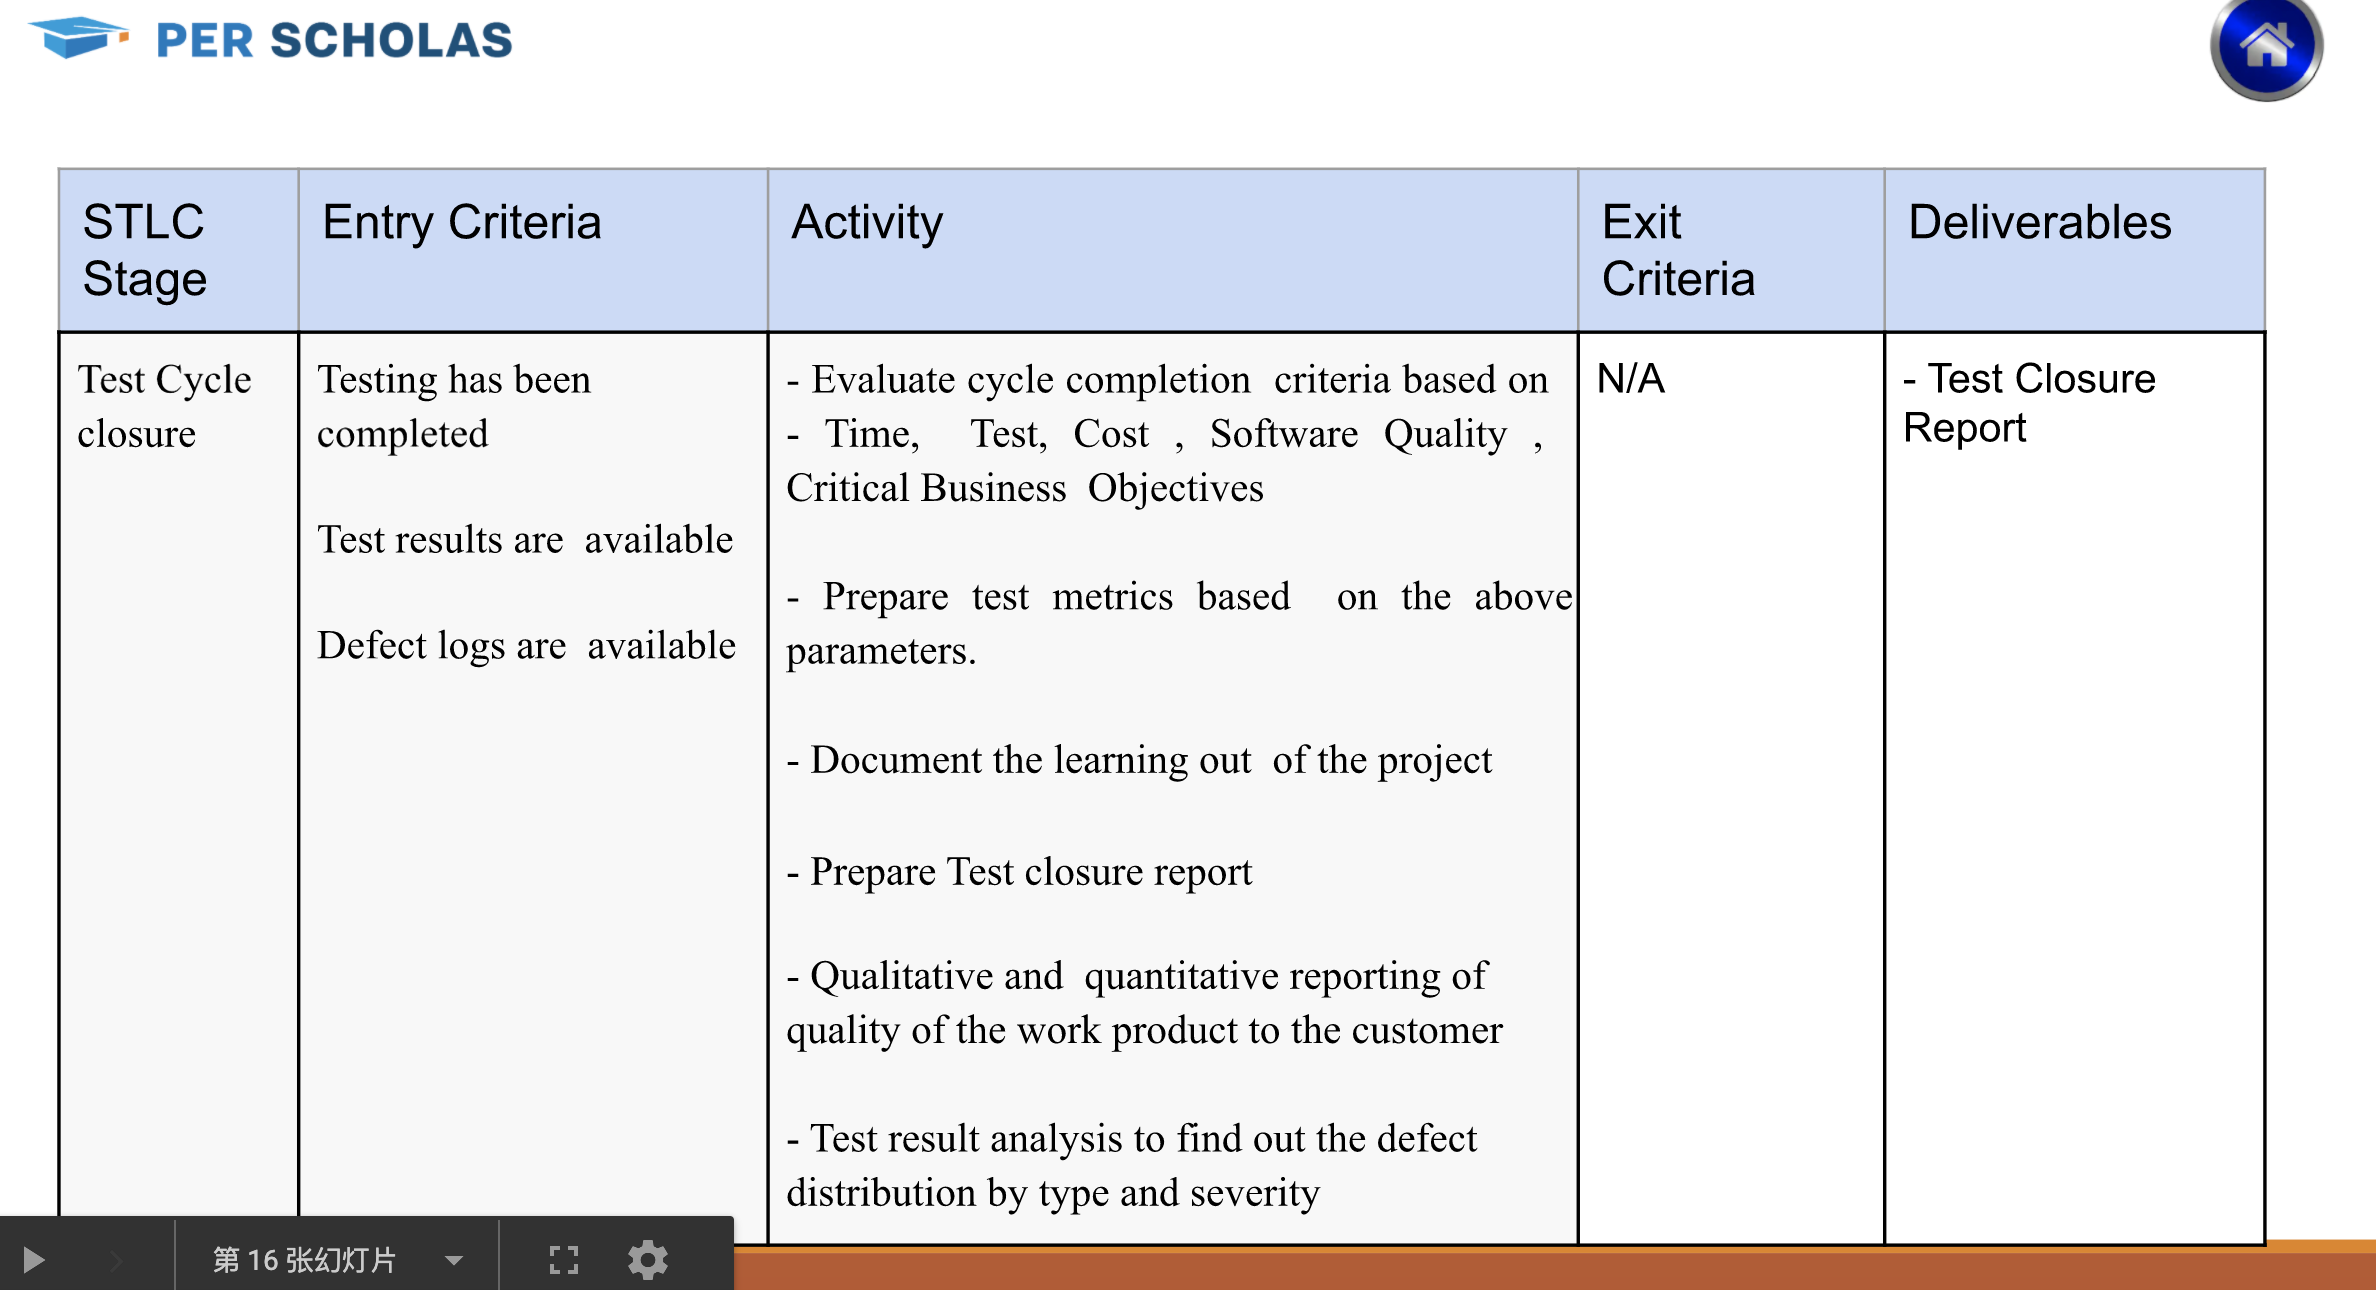 PER SCHOLAS
STLC
Stage
Entry Criteria
Activity
Exit
Criteria
Deliverables
Test Cycle
closure
Testing has been
completed
Test results are available
Defect logs are available
- Evaluate cycle completion criteria based on
- Time, Test, Cost , Software Quality ,
Critical Business Objectives
- Prepare test metrics based on the above
parameters.
- Document the learning out of the project
- Prepare Test closure report
- Qualitative and quantitative reporting of
quality of the work product to the customer
- Test result analysis to find out the defect
distribution by type and severity
N/A
- Test Closure
Report
第 16 张幻灯片